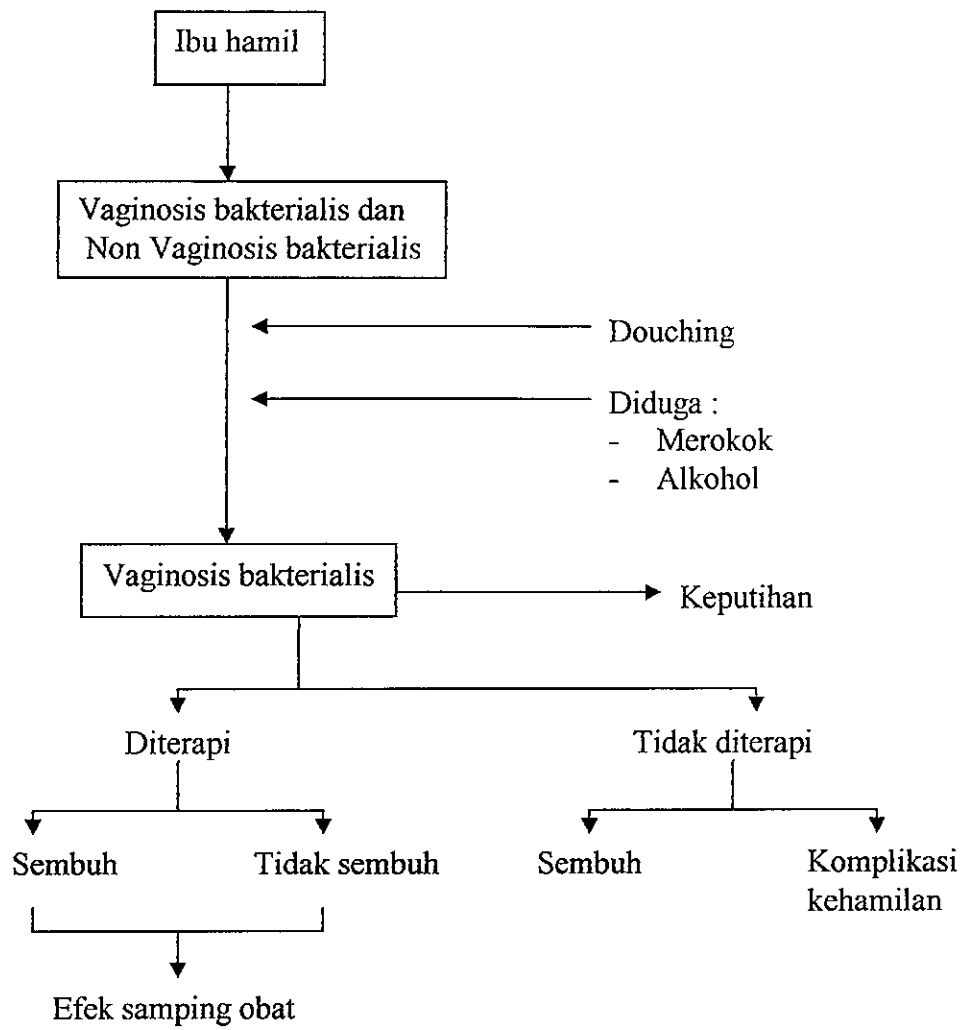 Ibu hamil
Vaginosis bakterialis dan
Non Vaginosis bakterialis
Douching
Diduga :
- Merokok
- Alkohol
Vaginosis bakterialis
Keputihan
Diterapi
Tidak diterapi
Sembuh
Tidak sembuh
Sembuh
Komplikasi
kehamilan
Efek samping obat